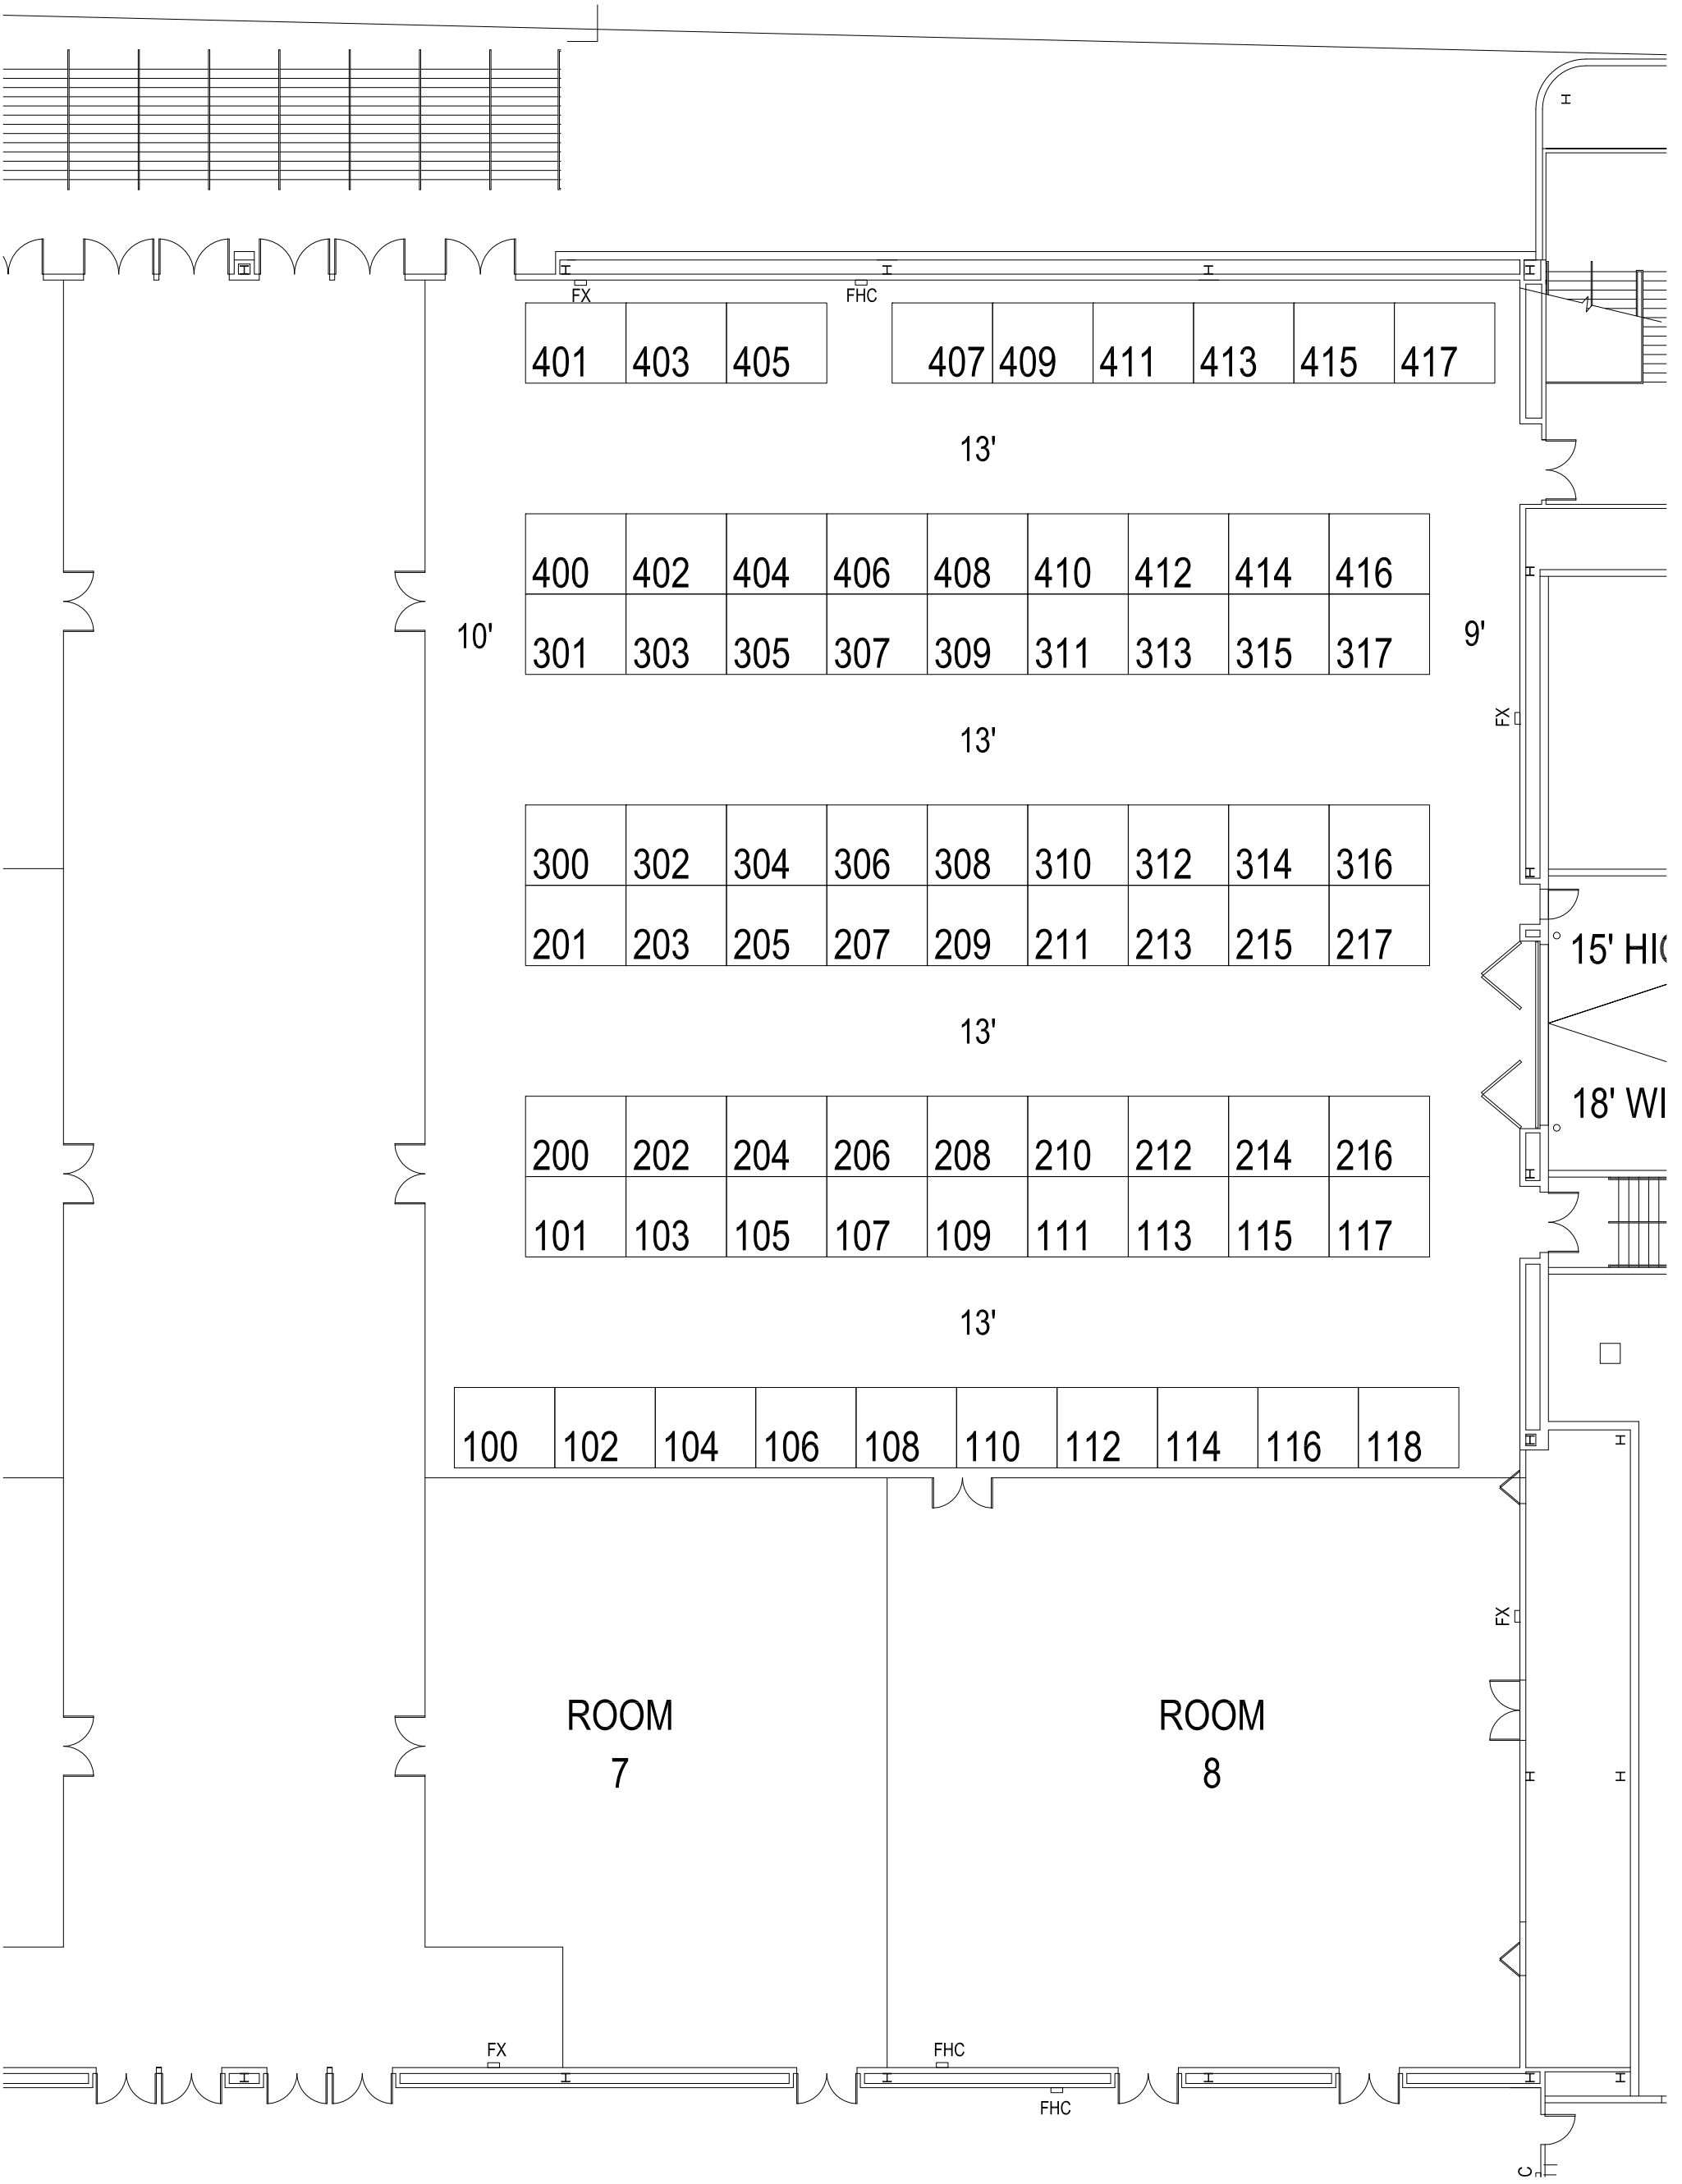 FX FHC
401 403 405 407 409 411 413 415 417
13'
400 402 404 406 408 410 412 414 416
10' 9'
301 303 305 307 309 311 313 315 317
FX
13'
300 302 304 306 308 310 312 314 316
201 203 205 207 209 211 213 215 217
15' HIG
13'
18' WI
200 202 204 206 208 210 212 214 216
101 103 105 107 109 111 113 115 117
13'
100 102 104 106 108 110 112 114 116 118
FX
ROOM ROOM
7 8
FX FHC
FHC
C